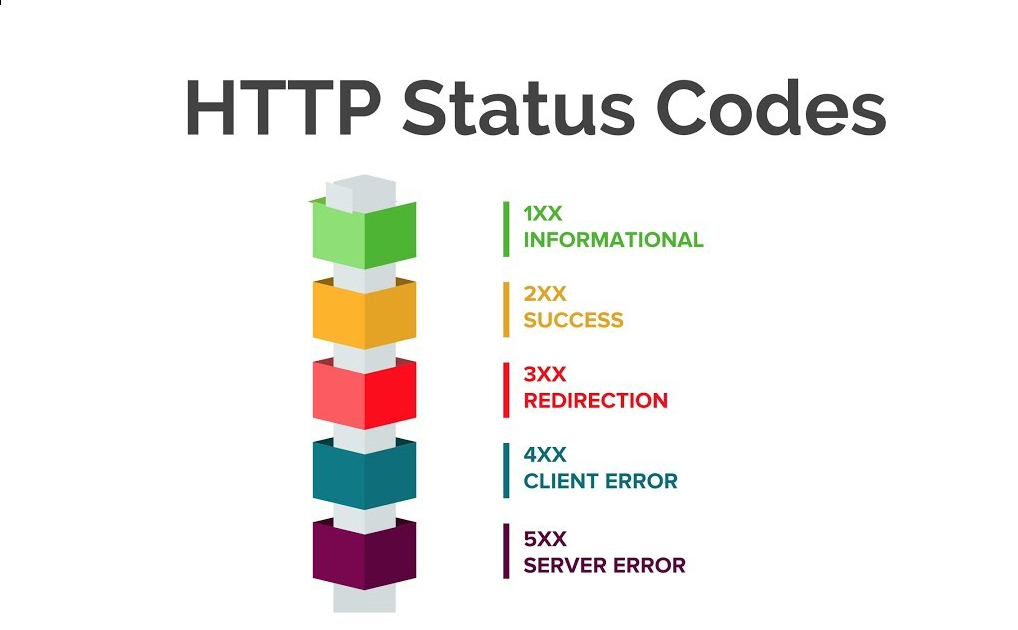 HTTP Status Codes
1XX
INFORMATIONAL
2XX
SUCCESS
3XX
REDIRECTION
4XX
CLIENT ERROR
5XX
SERVER ERROR